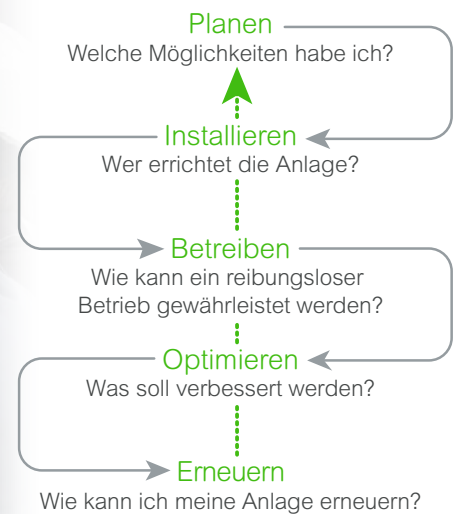 Planen
Welche Möglichkeiten habe ich?
Installieren
Wer errichtet die Anlage?
Betreiben
Wie kann ein reibungsloser
Betrieb gewährleistet werden?
Optimieren
Was soll verbessert werden?
Erneuern
Wie kann ich meine Anlage erneuern?